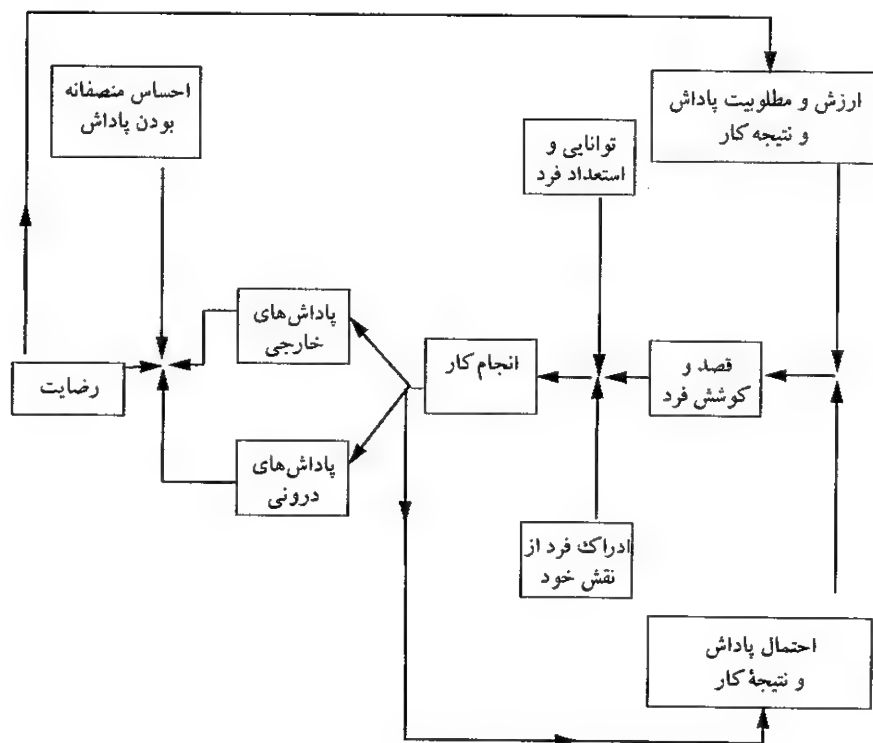 ارزش و مطلوبیت پاداش
و نتیجه کار
احساس منصفانه
بودن پاداش
توانایی و
استعداد فرد
پاداش‌های
خارجی
انجام کار
قصد و
کوشش فرد
رضایت
پاداش‌های
درونی
ادراک فرد از
نقش خود
احتمال پاداش
و نتیجهٔ کار